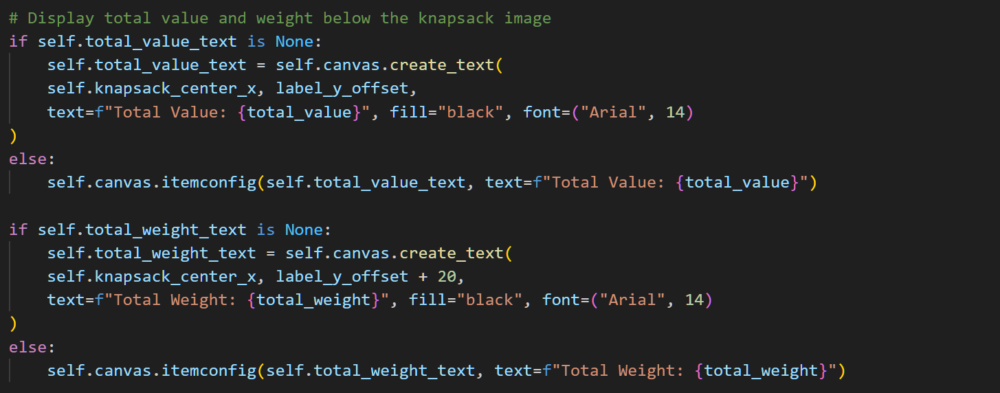 # Display total value and weight below the knapsack image
if self.total_value_text is None:
    self.total_value_text = self.canvas.create_text(
    self.knapsack_center_x, label_y_offset,
    text=f"Total Value: {total_value}", fill="black", font=("Arial", 14)
)
else:
    self.canvas.itemconfig(self.total_value_text, text=f"Total Value: {total_value}")

if self.total_weight_text is None:
    self.total_weight_text = self.canvas.create_text(
    self.knapsack_center_x, label_y_offset + 20,
    text=f"Total Weight: {total_weight}", fill="black", font=("Arial", 14)
)
else:
    self.canvas.itemconfig(self.total_weight_text, text=f"Total Weight: {total_weight}")